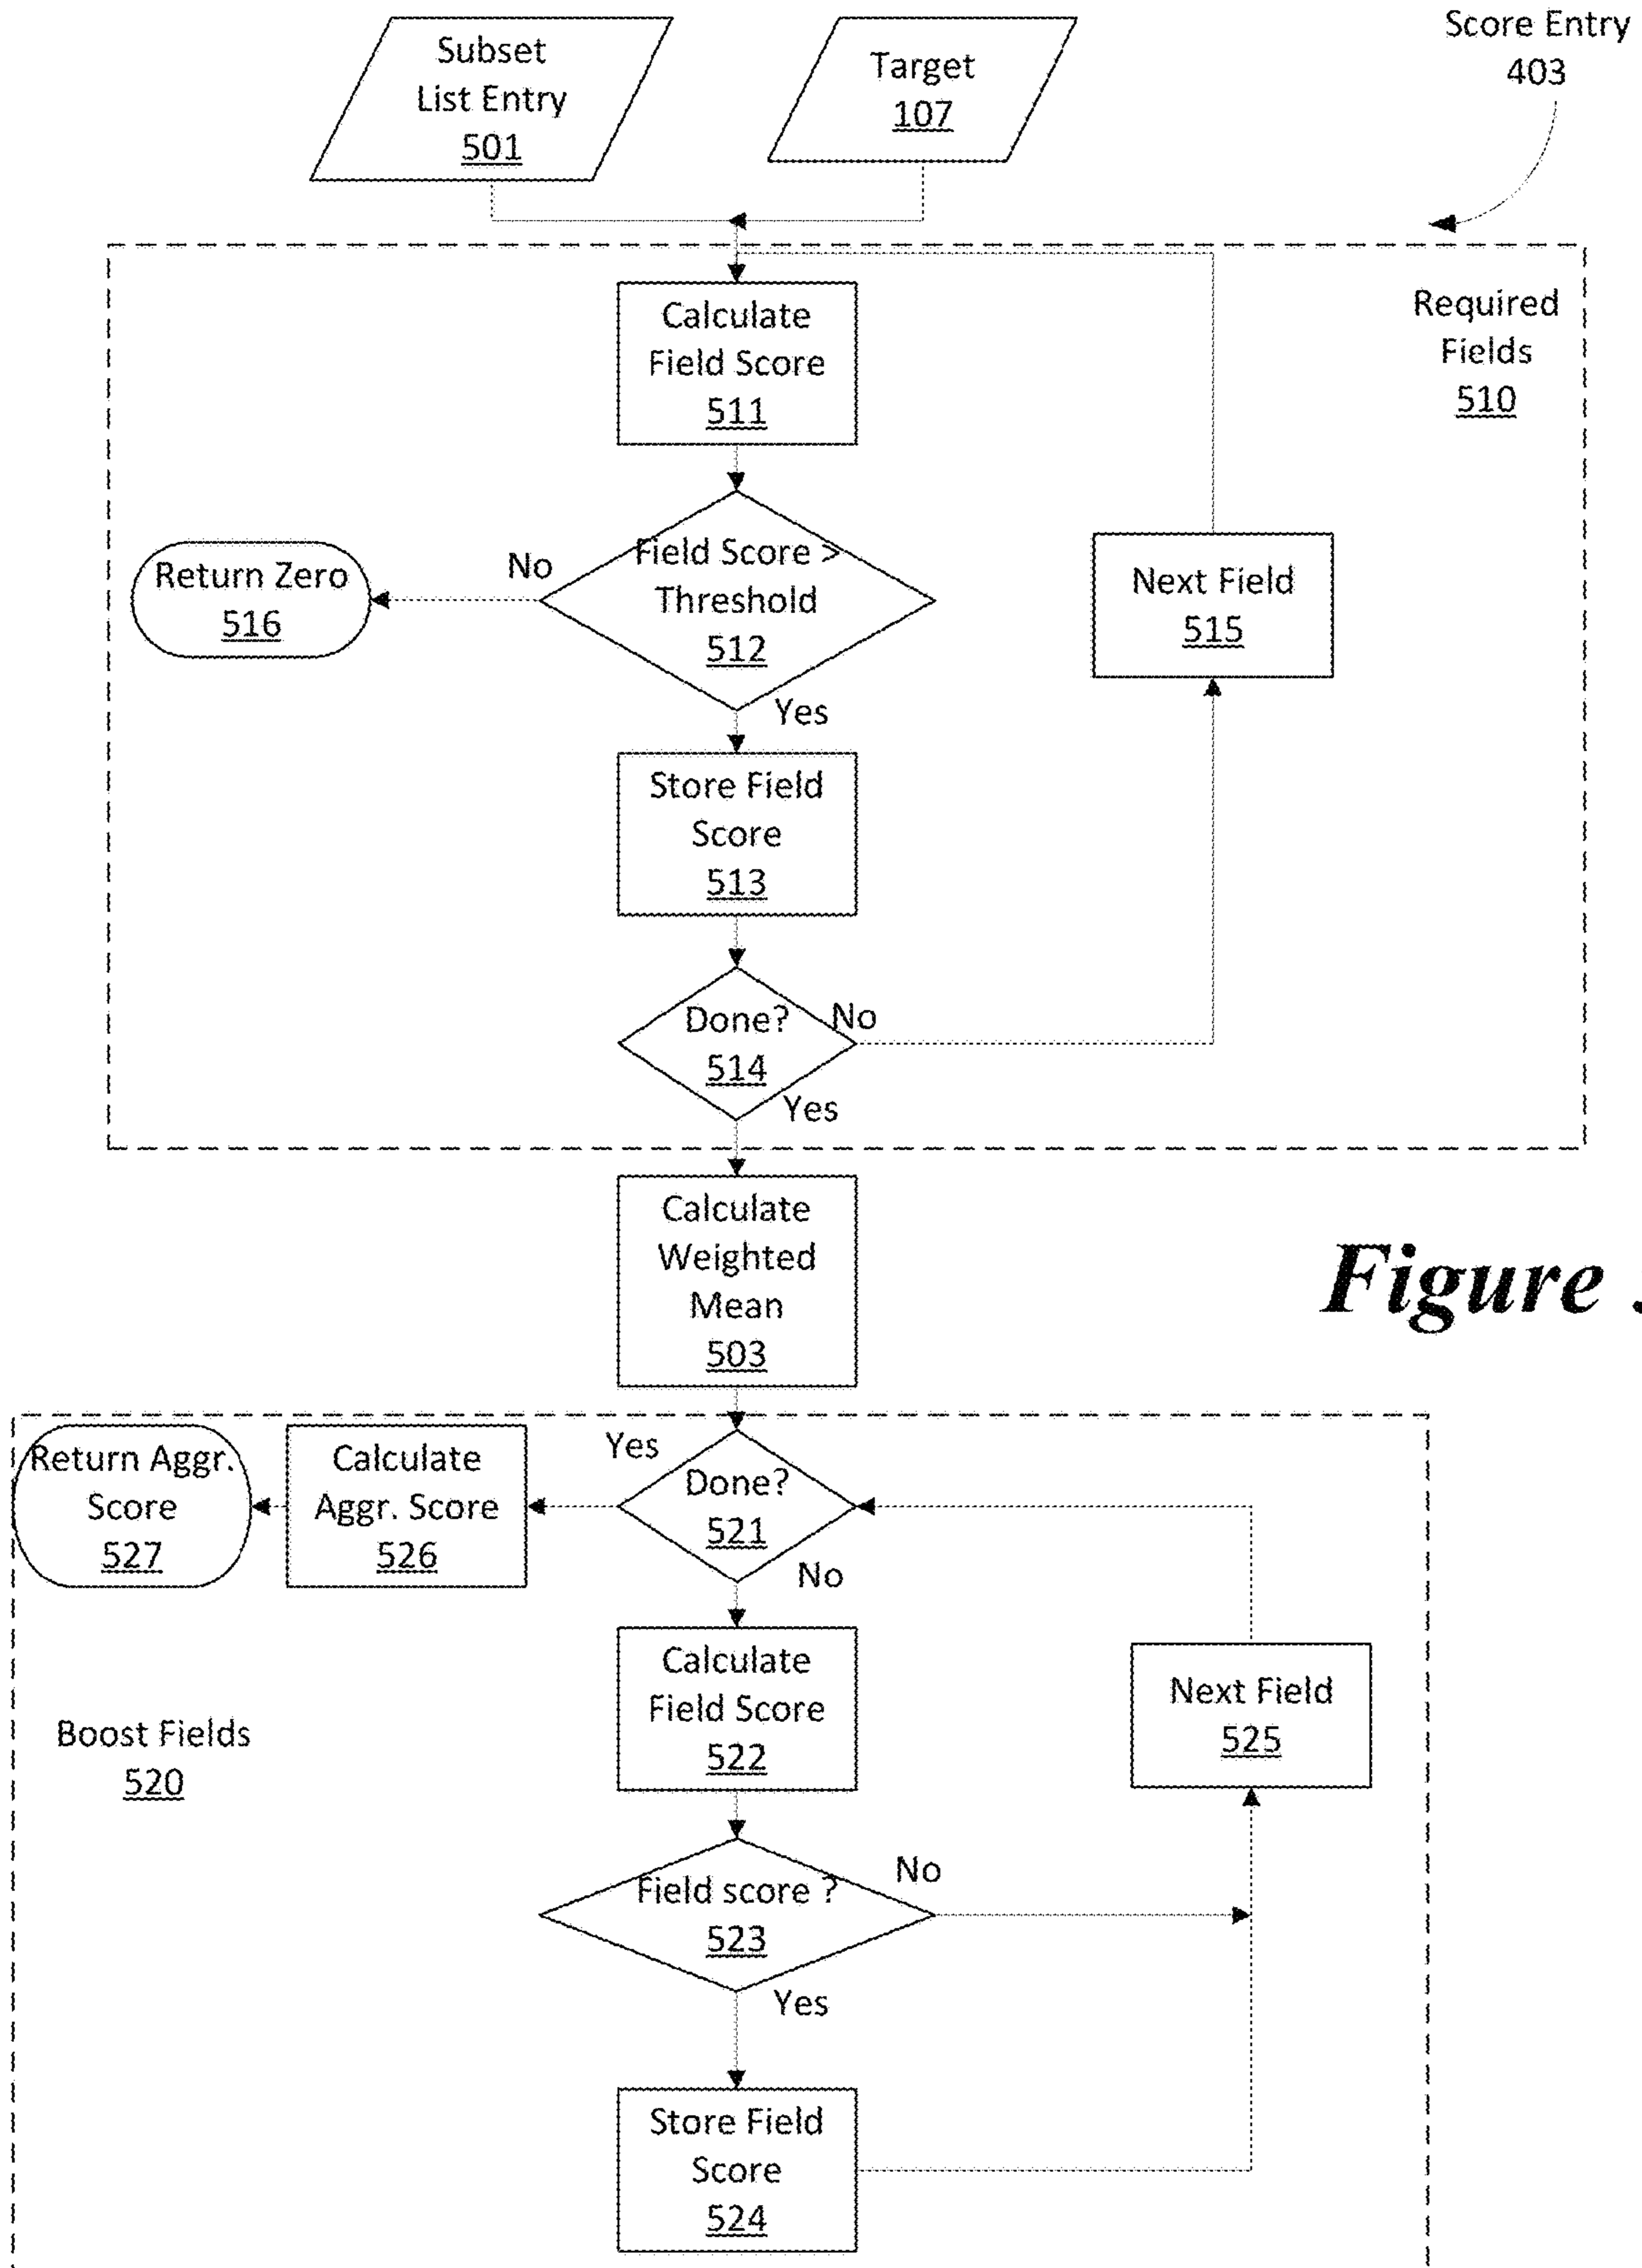 Subset
List Entry
501
Target
107
Score Entry
403
Required
Fields
510
Calculate
Field Score
511
Field Score >
Threshold
512
No
Return Zero
516
Next Field
515
Yes
Store Field
Score
513
Done?
514
No
Yes
Calculate
Weighted
Mean
503
Figure
Return Aggr.
Score
527
Calculate
Aggr. Score
526
Yes
Done?
521
No
Calculate
Field Score
522
Next Field
525
Boost Fields
520
Field score ?
523
No
Yes
Store Field
Score
524